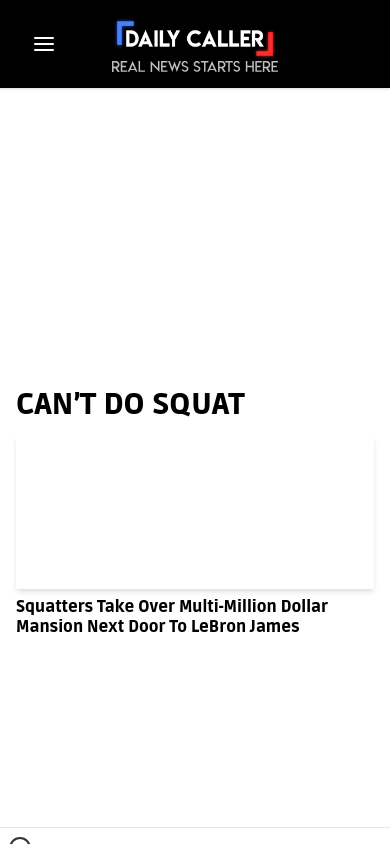 DAILY CALLER
REAL NEWS STARTS HERE
CAN'T DO SQUAT
Squatters Take Over Multi-Million Dollar
Mansion Next Door To LeBron James